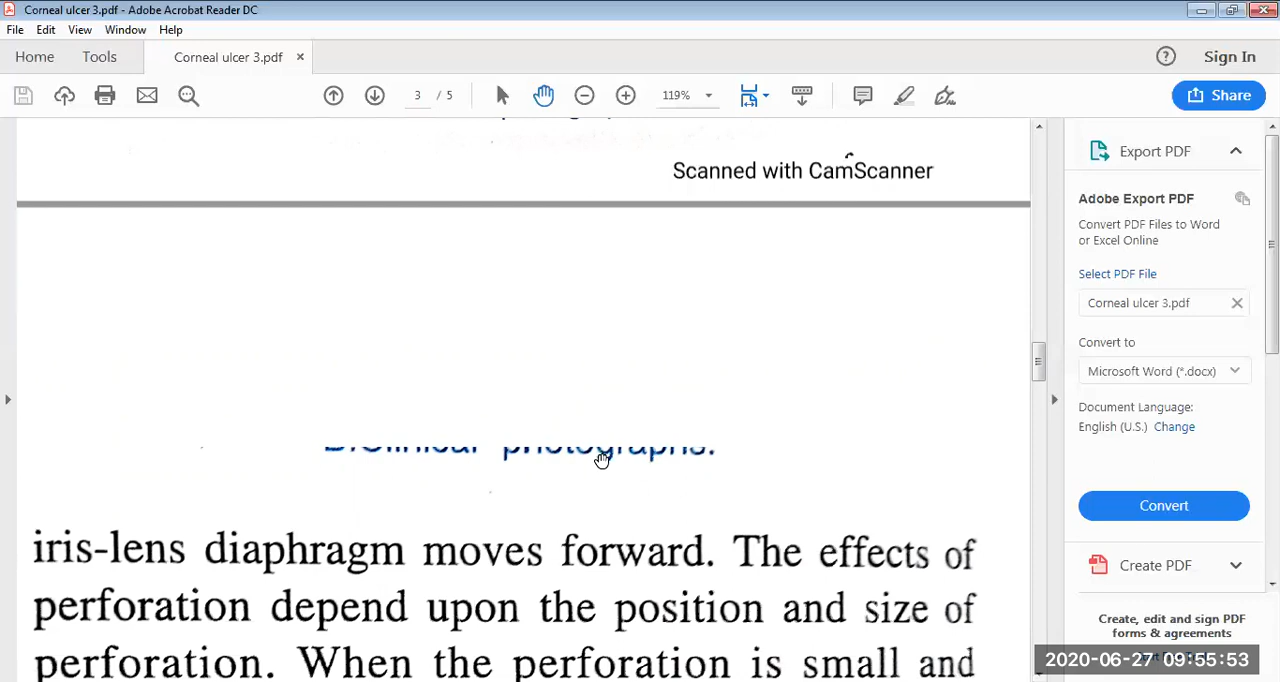 Corneal ulcer 3.pdf - Adobe Acrobat Reader DC
File Edit View Window Help
Home Tools Corneal ulcer 3.pdf × Sign In
3 / 5 119% Share
Scanned with CamScanner
photographs.
iris-lens diaphragm moves forward. The effects of
perforation depend upon the position and size of
perforation. When the perforation is small and
Export PDF
Adobe Export PDF
Convert PDF Files to Word
or Excel Online
Select PDF File
Corneal ulcer 3.pdf
Convert to
Microsoft Word (*.docx)
Document Language:
English (U.S.) Change
Convert
Create PDF
Create, edit and sign PDF
forms & agreements
2020-06-27 09:55:53